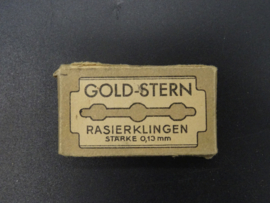 GOLD-STERN
RASIERKLINGEN
STÄRKE 0,13 mm